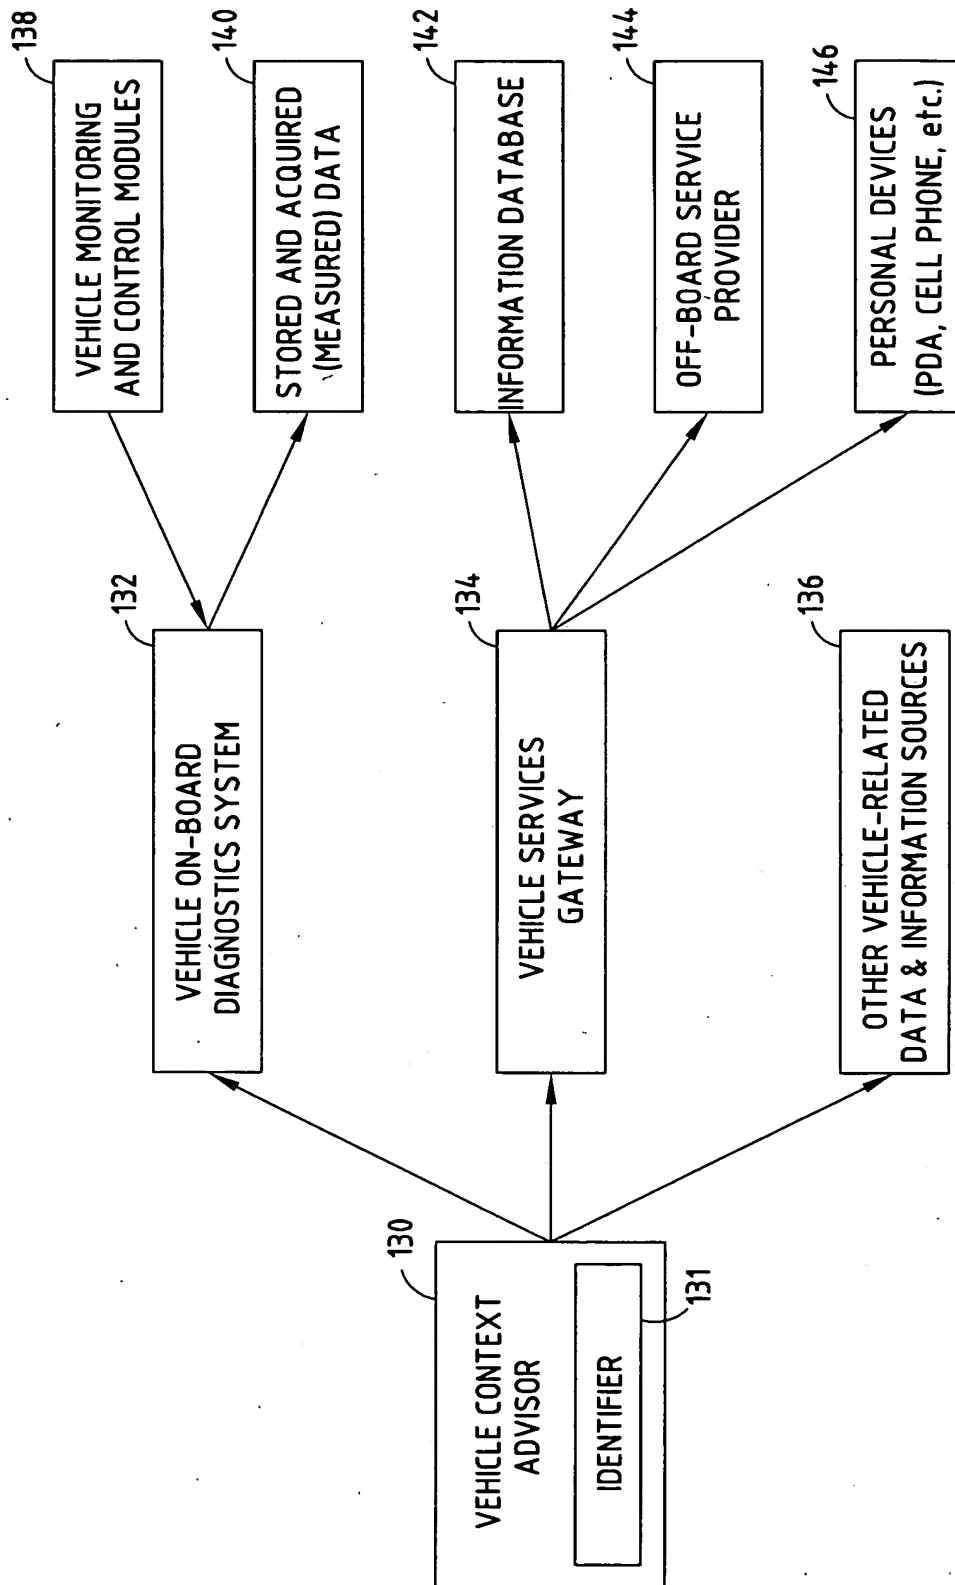 130
VEHICLE CONTEXT
ADVISOR
IDENTIFIER
131
132
VEHICLE ON-BOARD
DIAGNOSTICS SYSTEM
134
VEHICLE SERVICES
GATEWAY
136
OTHER VEHICLE-RELATED
DATA & INFORMATION SOURCES
138
VEHICLE MONITORING
AND CONTROL MODULES
140
STORED AND ACQUIRED
(MEASURED) DATA
142
INFORMATION DATABASE
144
OFF-BOARD SERVICE
PROVIDER
146
PERSONAL DEVICES
(PDA, CELL PHONE, etc.)